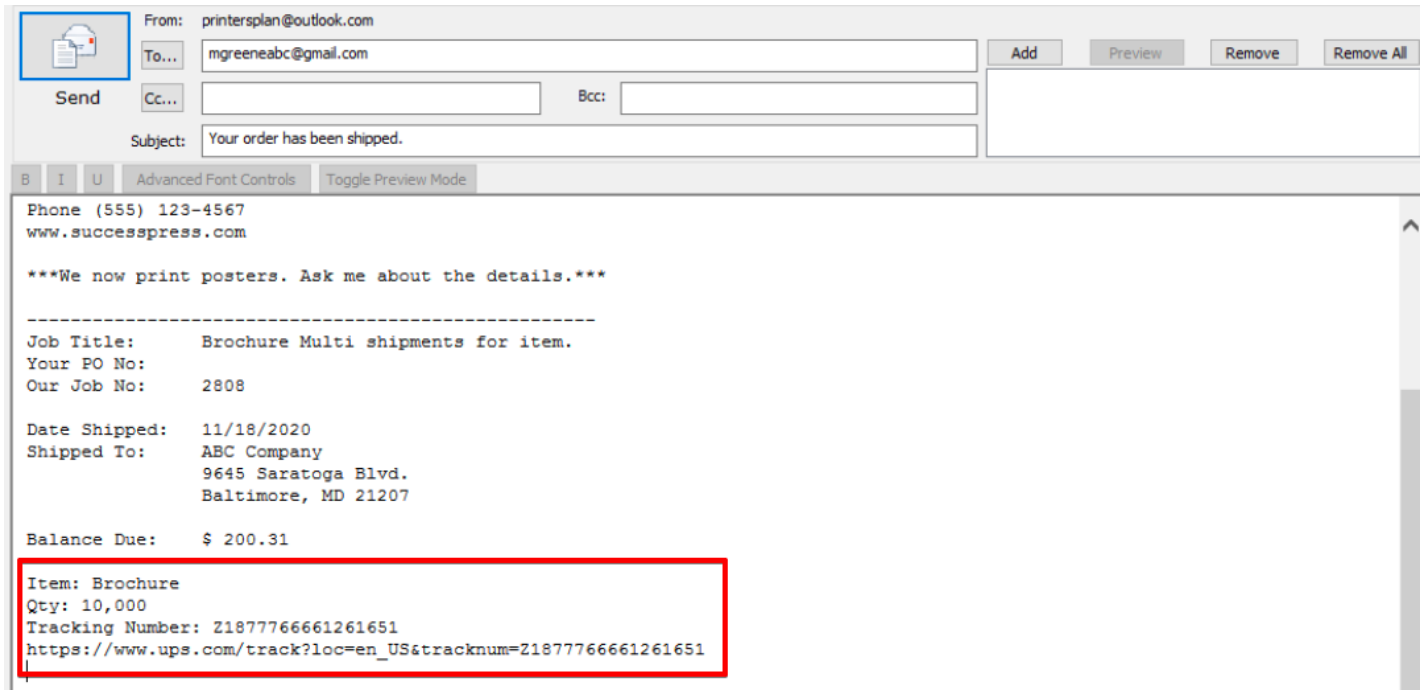 From: printersplan@outlook.com
To... mgreeneabc@gmail.com
Add Preview Remove Remove All
Send Cc... Bcc:
Subject: Your order has been shipped.
B I U Advanced Font Controls Toggle Preview Mode
Phone (555) 123-4567
www.successpress.com
***We now print posters. Ask me about the details.***
-----------------------------------------------------
Job Title: Brochure Multi shipments for item.
Your PO No:
Our Job No: 2808
Date Shipped: 11/18/2020
Shipped To: ABC Company
9645 Saratoga Blvd.
Baltimore, MD 21207
Balance Due: $ 200.31
Item: Brochure
Qty: 10,000
Tracking Number: Z1877766661261651
https://www.ups.com/track?loc=en_US&tracknum=Z1877766661261651